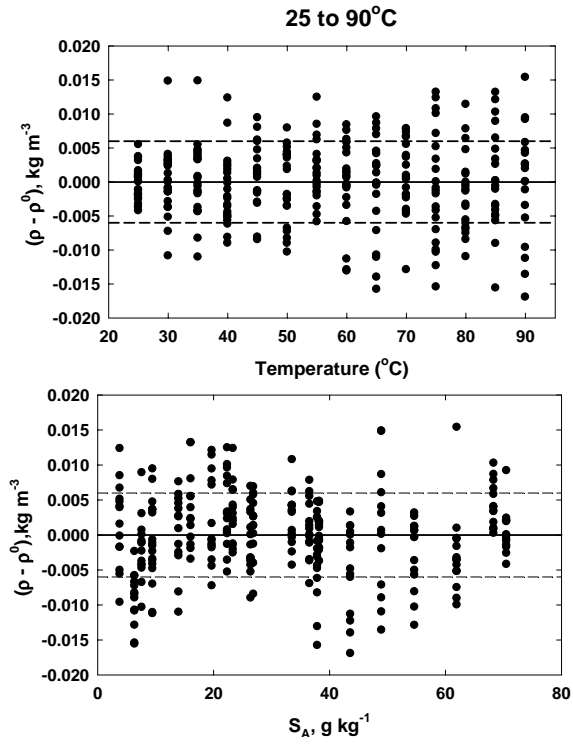 25 to 90°C
0.020
0.015
0.010
0.005
0.000
-0.005
-0.010
-0.015
-0.020
(ρ - ρ⁰), kg m⁻³
20 30 40 50 60 70 80 90
Temperature (°C)
0.020
0.015
0.010
0.005
0.000
-0.005
-0.010
-0.015
-0.020
(ρ - ρ⁰),kg m⁻³
0 20 40 60 80
S_A, g kg⁻¹